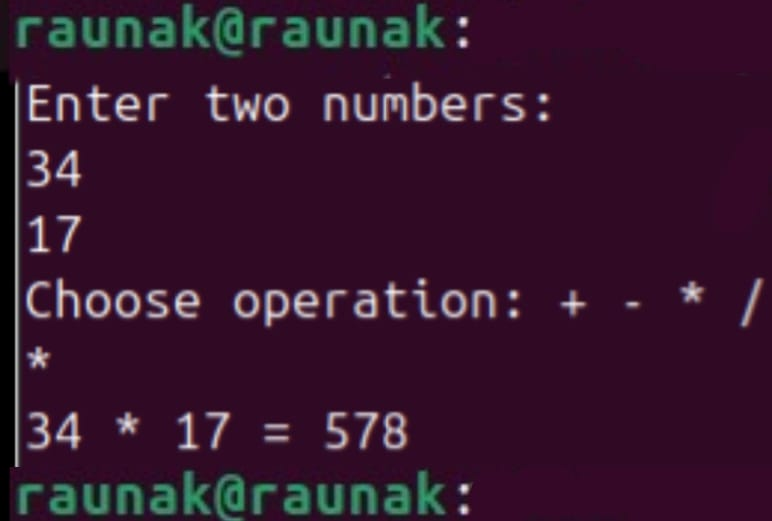 raunak@raunak:
Enter two numbers:
34
17
Choose operation: + - * /
*
34 * 17 = 578
raunak@raunak: